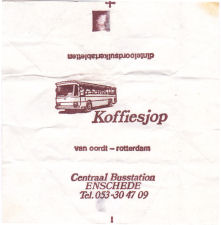 dinteloordsuikertabletten
Koffiesjop
van oordt – rotterdam
Centraal Busstation
ENSCHEDE
Tel. 053-30 47 09